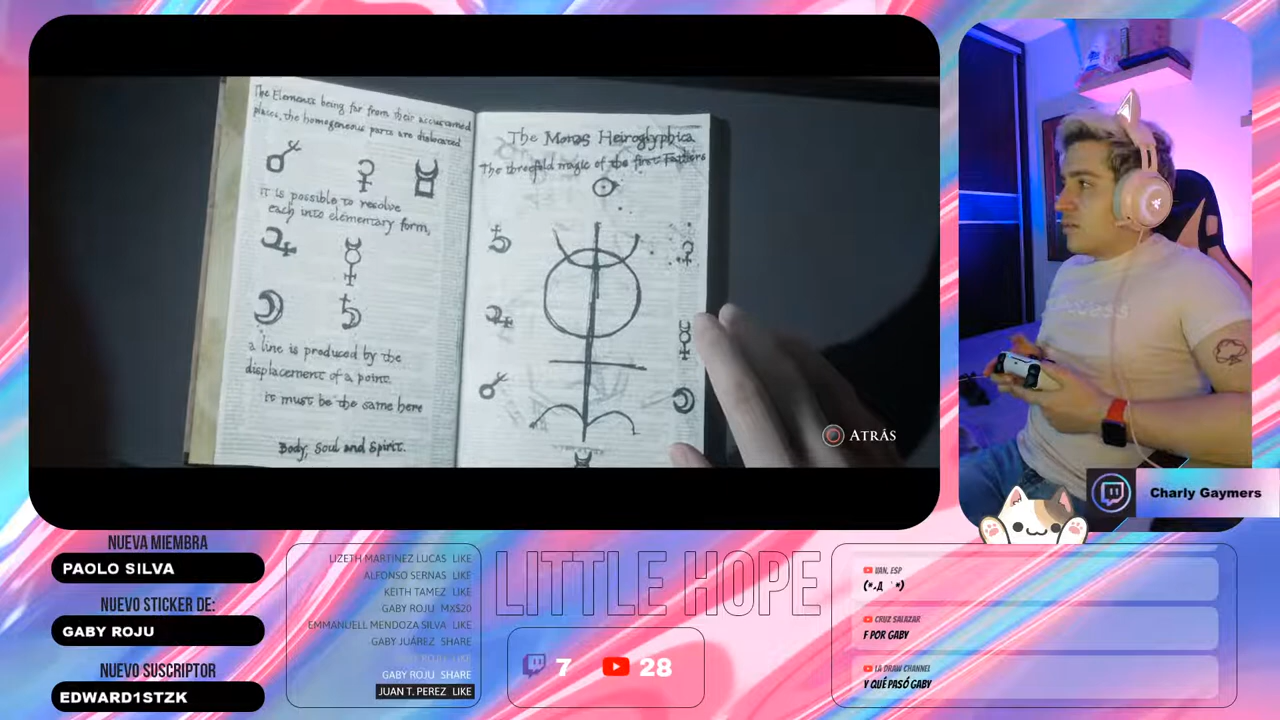 The Elements being far from their accustomed
places, the homogeneous parts are dislocated
it is possible to resolve
each into elementary form,
a line is produced by the
displacement of a point.
it must be the same here
Body, Soul and Spirit.
The Monas Heiroglyphica
The threefold magic of the first Fathers
ATRÁS
Charly Gaymers
NUEVA MIEMBRA
PAOLO SILVA
NUEVO STICKER DE:
GABY ROJU
NUEVO SUSCRIPTOR
EDWARD1STZK
LIZETH MARTINEZ LUCAS LIKE
ALFONSO SERNAS LIKE
KEITH TAMEZ LIKE
GABY ROJU MX$20
EMMANUELL MENDOZA SILVA LIKE
GABY JUÁREZ SHARE
GABY ROJU LIKE
GABY ROJU SHARE
JUAN T. PEREZ LIKE
LITTLE HOPE
7 28
VAN, ESP
(*.Д｀*)
CRUZ SALAZAR
F POR GABY
LA DRAW CHANNEL
Y QUÉ PASÓ GABY